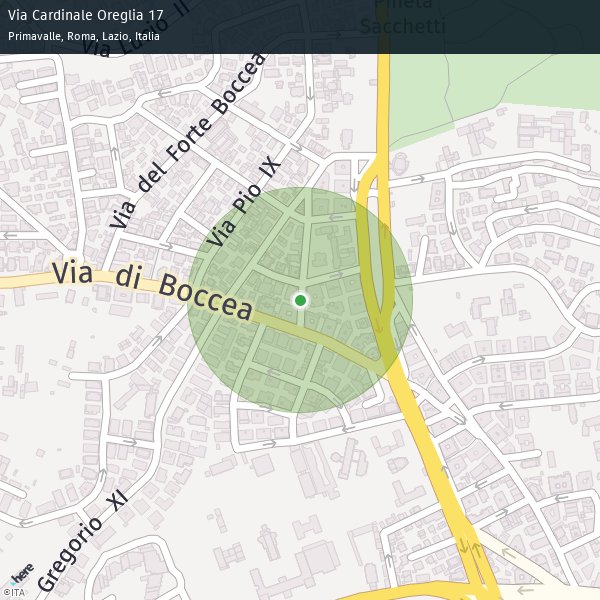 Via Cardinale Oreglia 17
Primavalle, Roma, Lazio, Italia
Pineta
Sacchetti
Via Lucio II
Via del Forte Boccea
Via Pio IX
Via di Boccea
Gregorio XI
here
©ITA